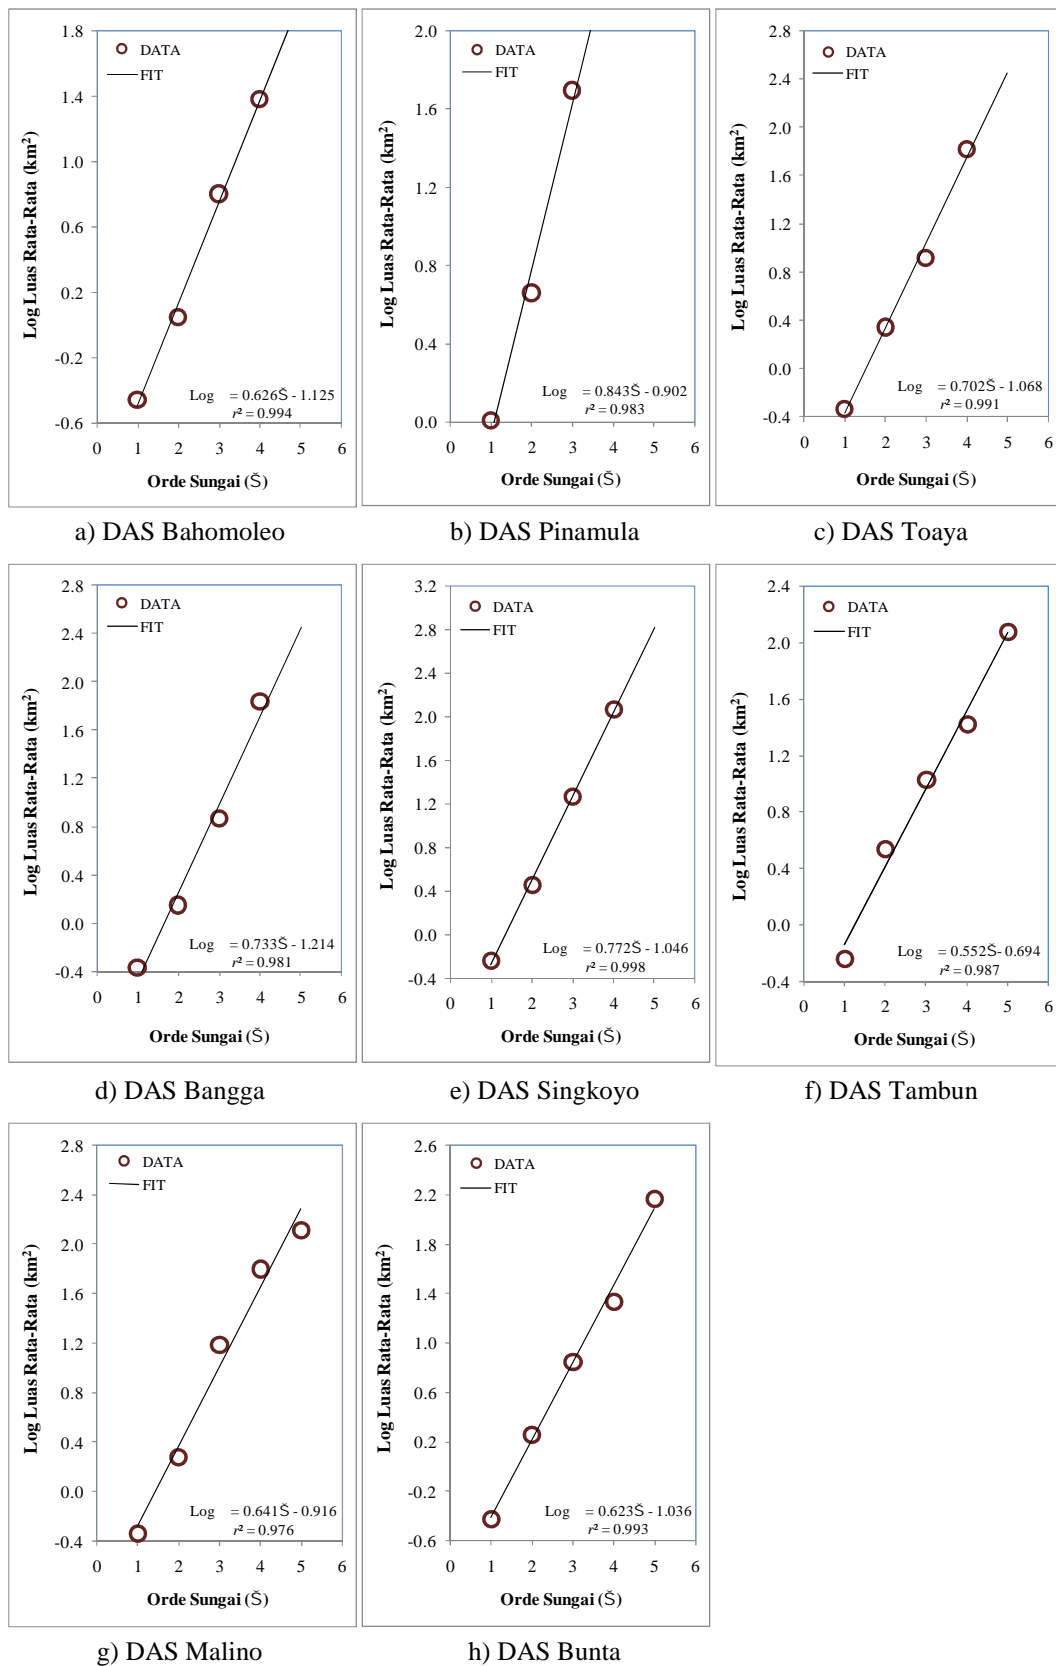 1.8
1.4
1.0
0.6
0.2
-0.2
-0.6
Log Luas Rata-Rata (km²)
DATA
FIT
Log = 0.626Š - 1.125
r² = 0.994
0 1 2 3 4 5 6
Orde Sungai (Š)
a) DAS Bahomoleo
2.0
1.6
1.2
0.8
0.4
0.0
Log Luas Rata-Rata (km²)
DATA
FIT
Log = 0.843Š - 0.902
r² = 0.983
0 1 2 3 4 5 6
Orde Sungai (Š)
b) DAS Pinamula
2.8
2.4
2.0
1.6
1.2
0.8
0.4
0.0
-0.4
Log Luas Rata-Rata (km²)
DATA
FIT
Log = 0.702Š - 1.068
r² = 0.991
0 1 2 3 4 5 6
Orde Sungai (Š)
c) DAS Toaya
2.8
2.4
2.0
1.6
1.2
0.8
0.4
0.0
-0.4
Log Luas Rata-Rata (km²)
DATA
FIT
Log = 0.733Š - 1.214
r² = 0.981
0 1 2 3 4 5 6
Orde Sungai (Š)
d) DAS Bangga
3.2
2.8
2.4
2.0
1.6
1.2
0.8
0.4
0.0
-0.4
Log Luas Rata-Rata (km²)
DATA
FIT
Log = 0.772Š - 1.046
r² = 0.998
0 1 2 3 4 5 6
Orde Sungai (Š)
e) DAS Singkoyo
2.4
2.0
1.6
1.2
0.8
0.4
0.0
-0.4
Log Luas Rata-Rata (km²)
DATA
FIT
Log = 0.552Š- 0.694
r² = 0.987
0 1 2 3 4 5 6
Orde Sungai (Š)
f) DAS Tambun
2.8
2.4
2.0
1.6
1.2
0.8
0.4
0.0
-0.4
Log Luas Rata-Rata (km²)
DATA
FIT
Log = 0.641Š - 0.916
r² = 0.976
0 1 2 3 4 5 6
Orde Sungai (Š)
g) DAS Malino
2.6
2.2
1.8
1.4
1.0
0.6
0.2
-0.2
-0.6
Log Luas Rata-Rata (km²)
DATA
FIT
Log = 0.623Š - 1.036
r² = 0.993
0 1 2 3 4 5 6
Orde Sungai (Š)
h) DAS Bunta